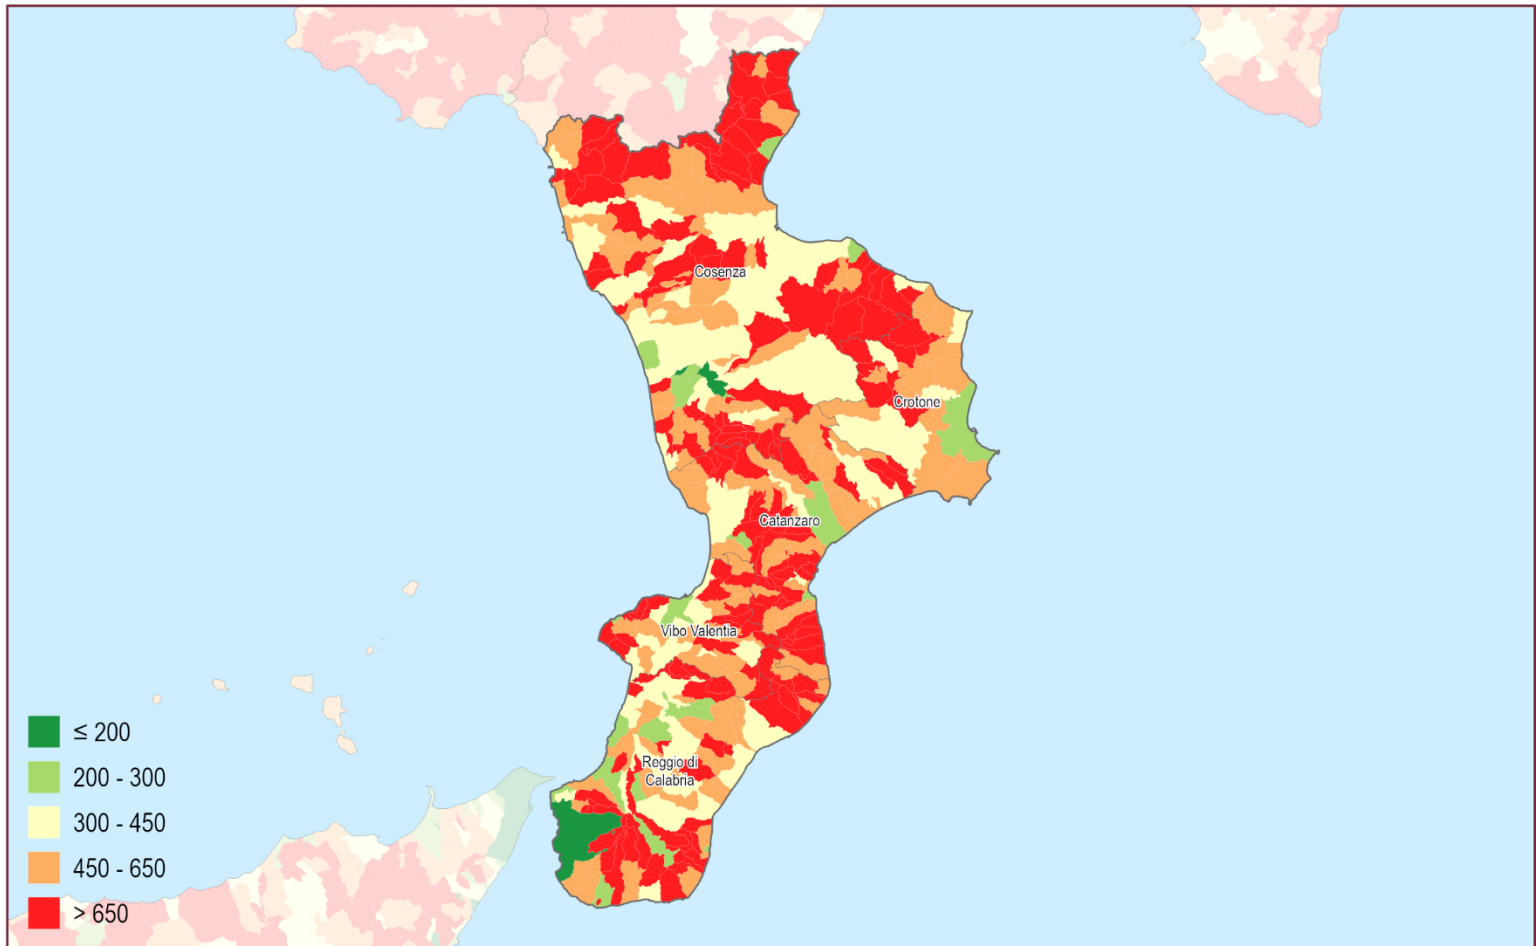 Cosenza
Crotone
Catanzaro
Vibo Valentia
Reggio di
Calabria
≤ 200
200 - 300
300 - 450
450 - 650
> 650